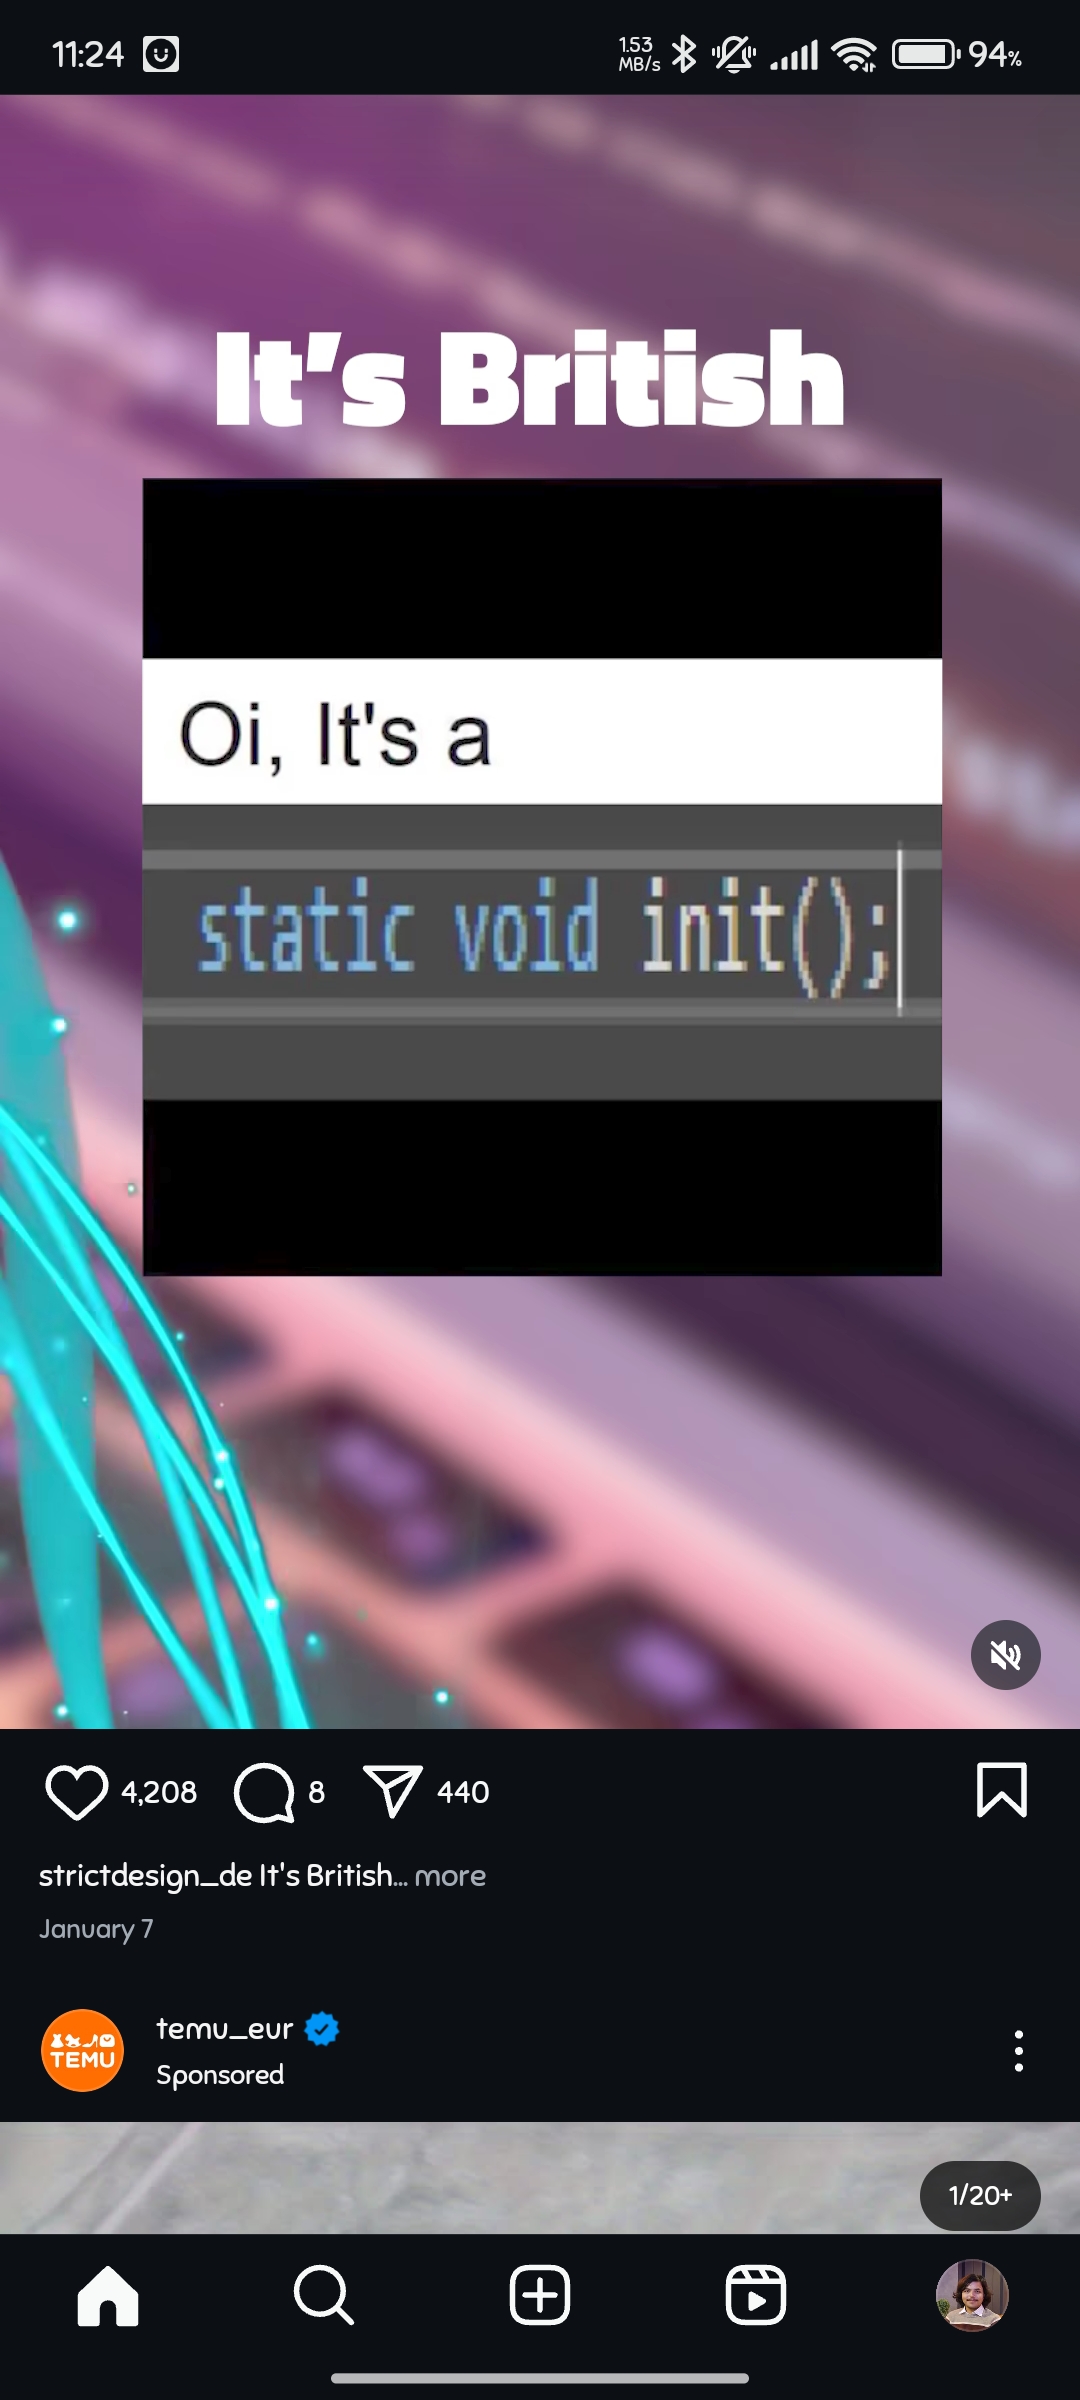 11:24
1.53
MB/s
94%
It's British
Oi, It's a
static void init();
4,208 8 440
strictdesign_de It's British... more
January 7
temu_eur
TEMU
Sponsored
1/20+